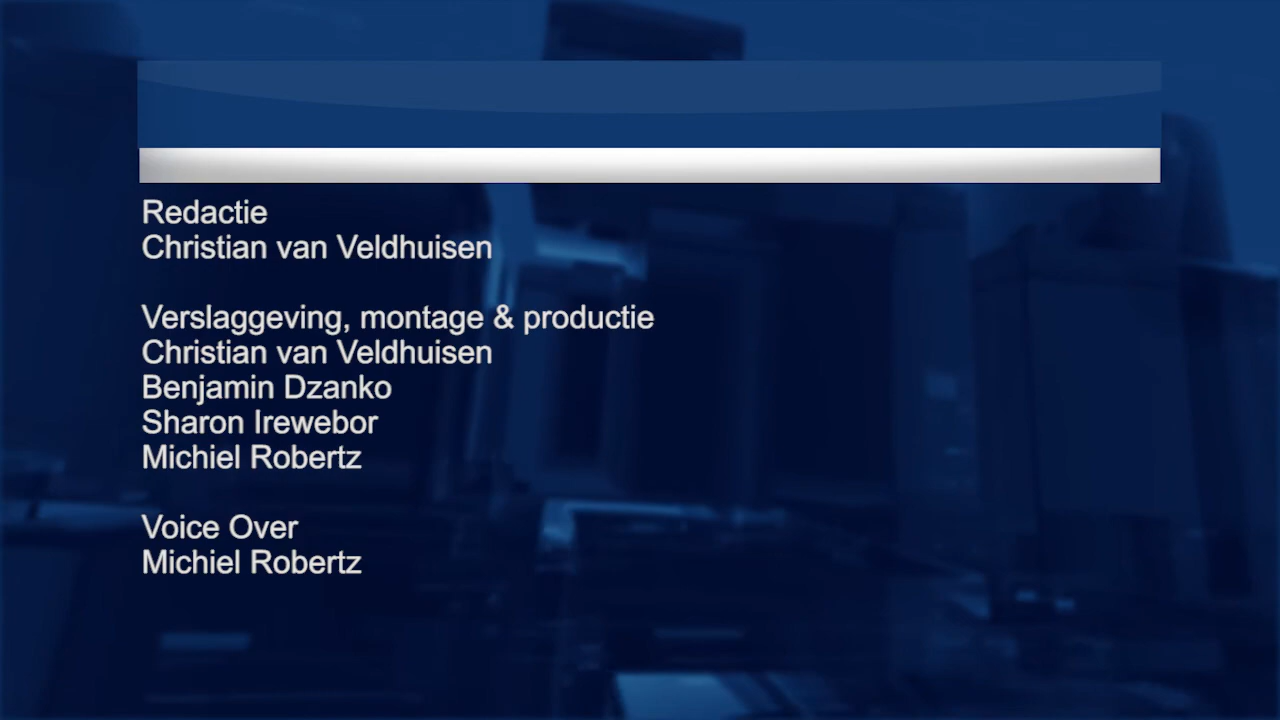 Redactie
Christian van Veldhuisen
Verslaggeving, montage & productie
Christian van Veldhuisen
Benjamin Dzanko
Sharon Irewebor
Michiel Robertz
Voice Over
Michiel Robertz